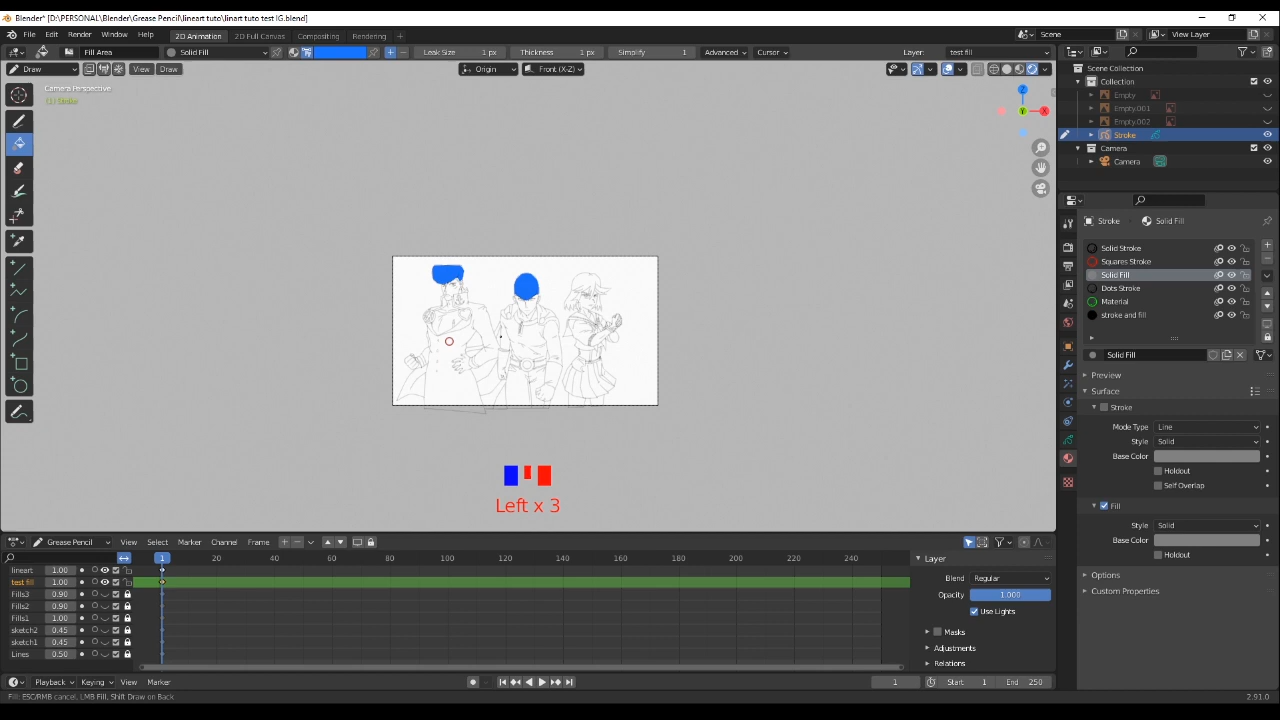 Blender* [D:\PERSONAL\Blender\Grease Pencil\lineart tuto\linart tuto test IG.blend]
File Edit Render Window Help 2D Animation 2D Full Canvas Compositing Rendering + Scene View Layer
Fill Area Solid Fill Leak Size 1 px Thickness 1 px Simplify 1 Advanced Cursor Layer: test fill
Draw View Draw Origin Front (X-Z)
Camera Perspective
(1) Stroke
Z
Y
X
Scene Collection
Collection
Empty
Empty.001
Empty.002
Stroke
Camera
Camera
Stroke Solid Fill
Solid Stroke
Squares Stroke
Solid Fill
Dots Stroke
Material
stroke and fill
Solid Fill
Preview
Surface
Stroke
Mode Type Line
Style Solid
Base Color
Holdout
Self Overlap
Fill
Style Solid
Base Color
Holdout
Options
Custom Properties
Left x 3
Grease Pencil View Select Marker Channel Frame
1 20 40 60 80 100 120 140 160 180 200 220 240
lineart 1.00
test fill 1.00
Fills3 0.90
Fills2 0.90
Fills1 1.00
sketch2 0.45
sketch1 0.45
Lines 0.50
Layer
Blend Regular
Opacity 1.000
Use Lights
Masks
Adjustments
Relations
Playback Keying View Marker 1 Start 1 End 250
Fill: ESC/RMB cancel, LMB Fill, Shift Draw on Back 2.91.0